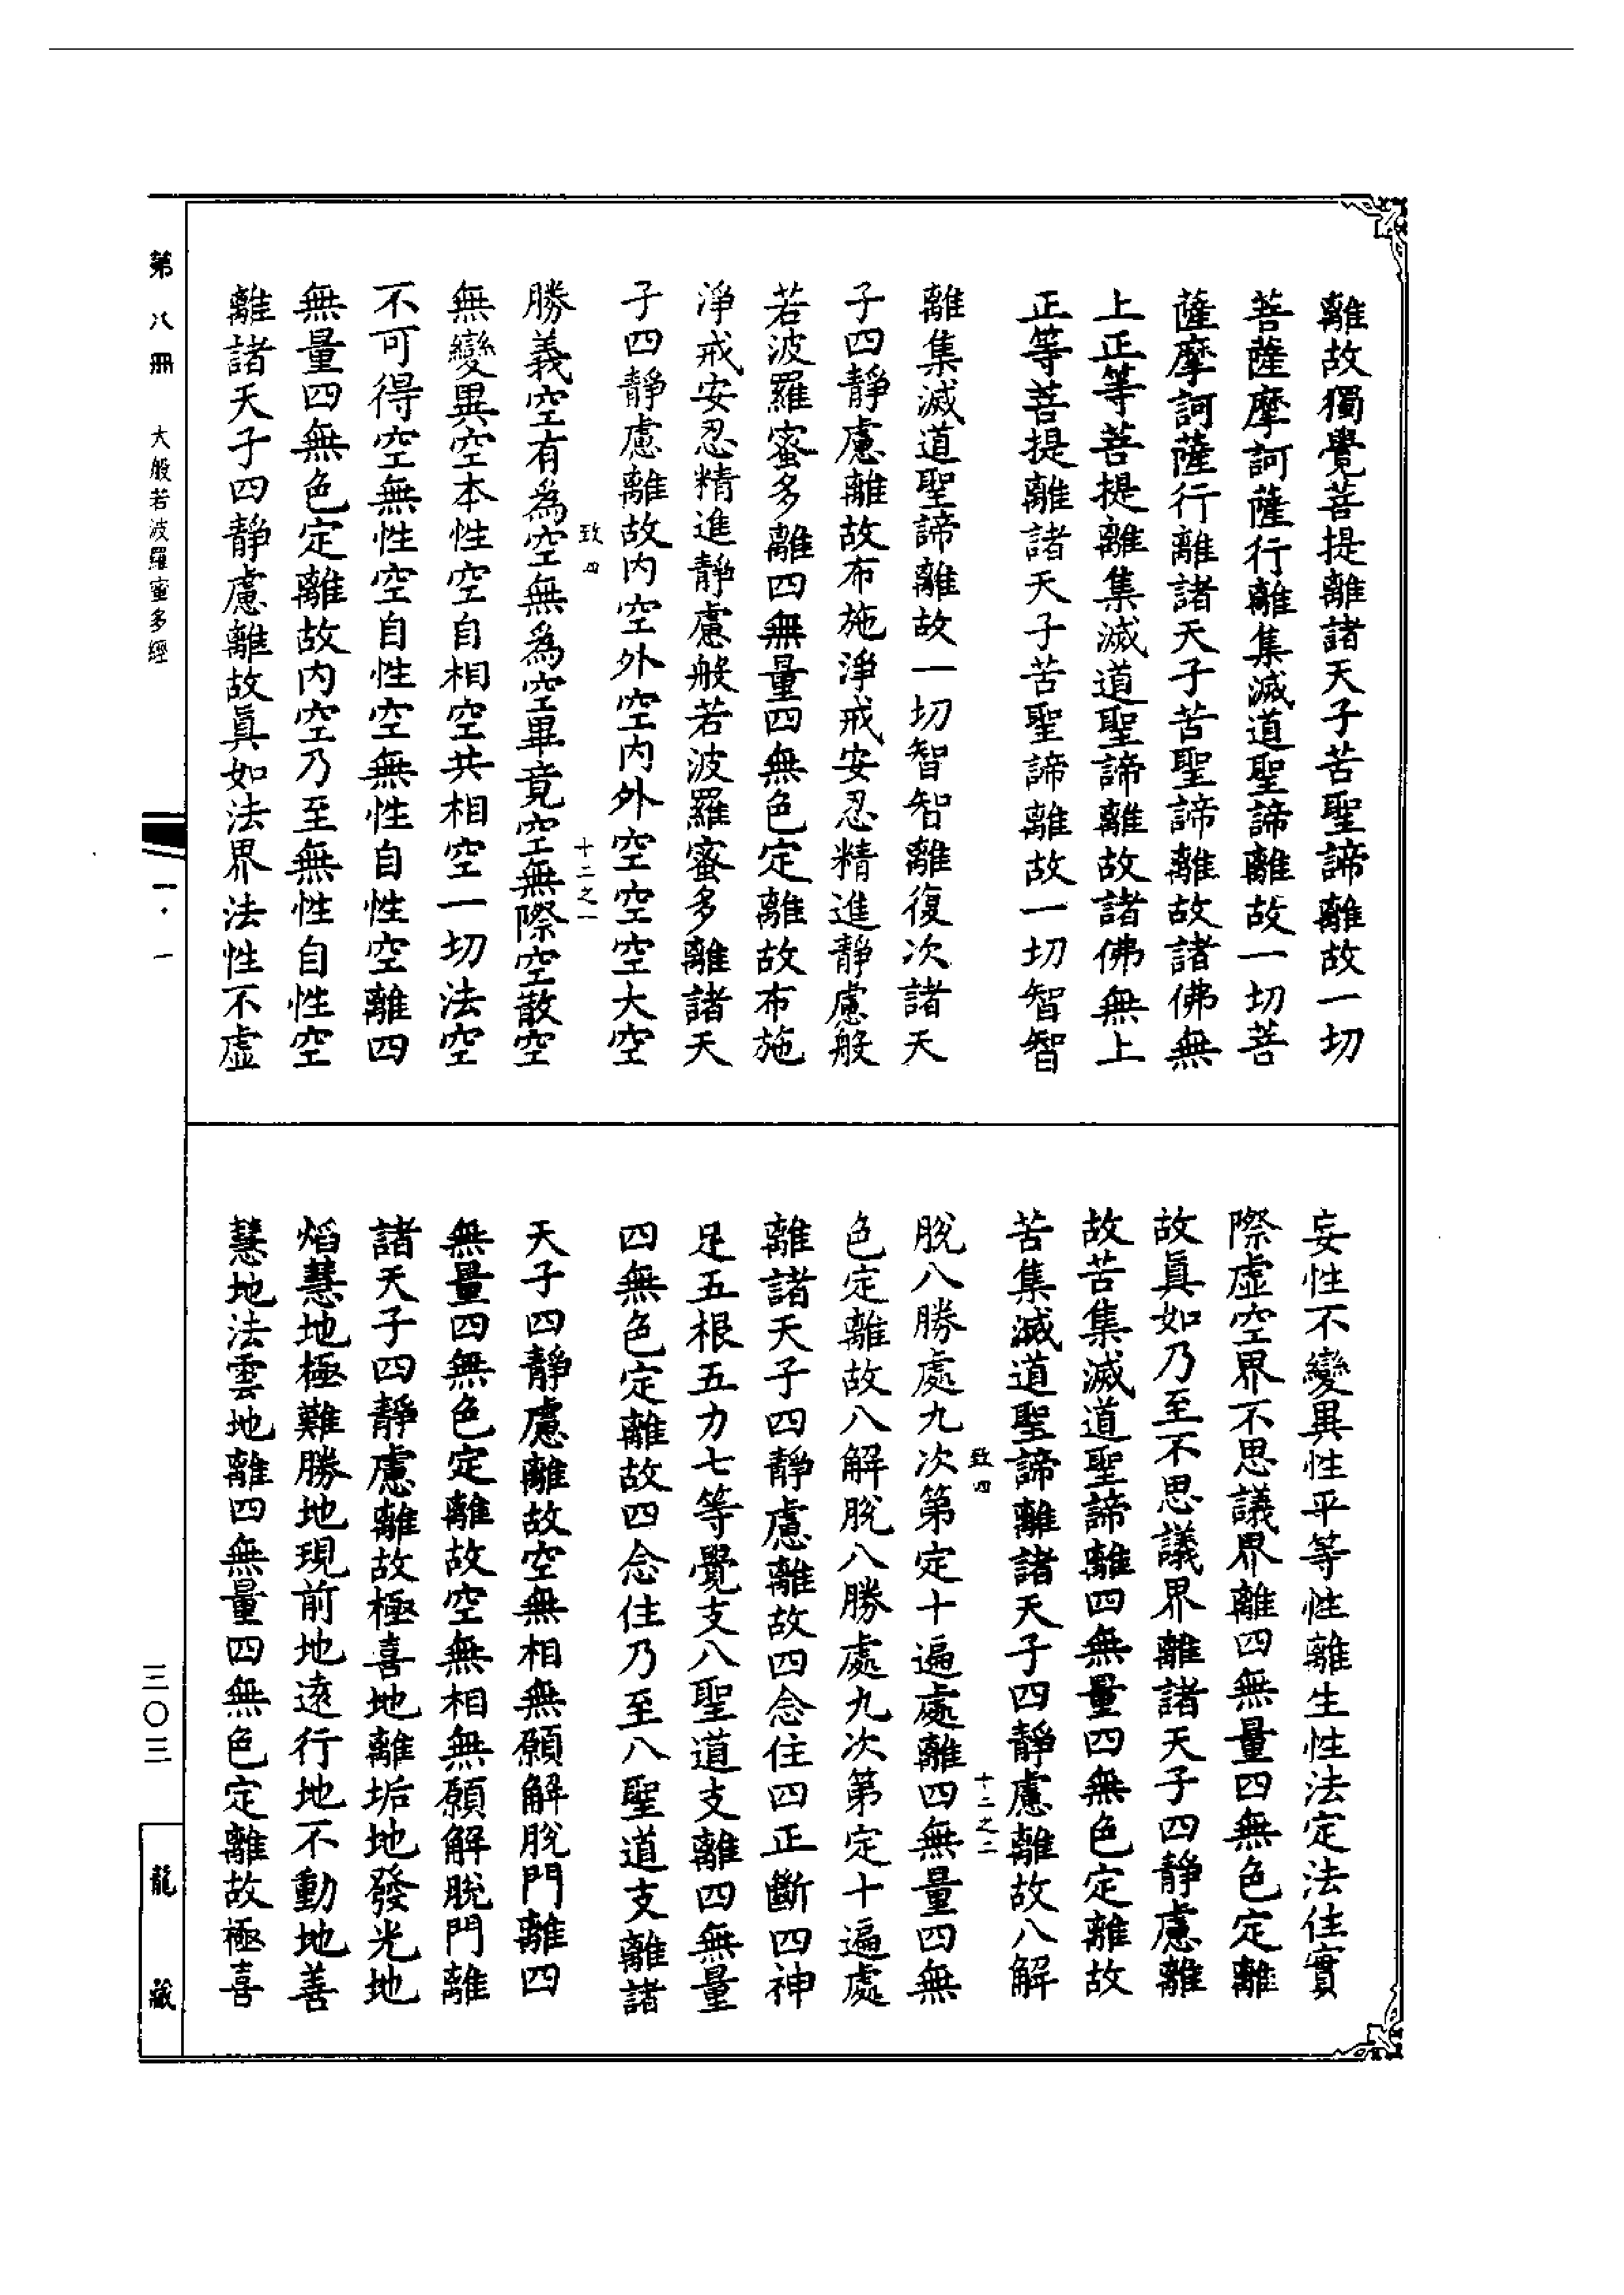 離故獨覺菩提離諸天子苦聖諦離故一切
菩薩摩訶薩行離集滅道聖諦離故一切菩
薩摩訶薩行離諸天子苦聖諦離故諸佛無
上正等菩提離集滅道聖諦離故諸佛無上
正等菩提離諸天子苦聖諦離故一切智智
離集滅道聖諦離故一切智智離復次諸天
子四靜慮離故布施淨戒安忍精進靜慮般
若波羅蜜多離四無量四無色定離故布施
淨戒安忍精進靜慮般若波羅蜜多離諸天
子四靜慮離故內空外空內外空空空大空
致四
十二之一
勝義空有為空無為空畢竟空無際空散空
無變異空本性空自相空共相空一切法空
不可得空無性空自性空無性自性空離四
無量四無色定離故內空乃至無性自性空
離諸天子四靜慮離故真如法界法性不虛
妄性不變異性平等性離生性法定法住實
際虛空界不思議界離四無量四無色定離
故真如乃至不思議界離諸天子四靜慮離
故苦集滅道聖諦離四無量四無色定離故
苦集滅道聖諦離諸天子四靜慮離故八解
致四
十二之二
脫八勝處九次第定十遍處離四無量四無
色定離故八解脫八勝處九次第定十遍處
離諸天子四靜慮離故四念住四正斷四神
足五根五力七等覺支八聖道支離四無量
四無色定離故四念住乃至八聖道支離諸
天子四靜慮離故空無相無願解脫門離四
無量四無色定離故空無相無願解脫門離
諸天子四靜慮離故極喜地離垢地發光地
焰慧地極難勝地現前地遠行地不動地善
慧地法雲地離四無量四無色定離故極喜
第八冊 大般若波羅蜜多經 一·一
三〇三
龍藏